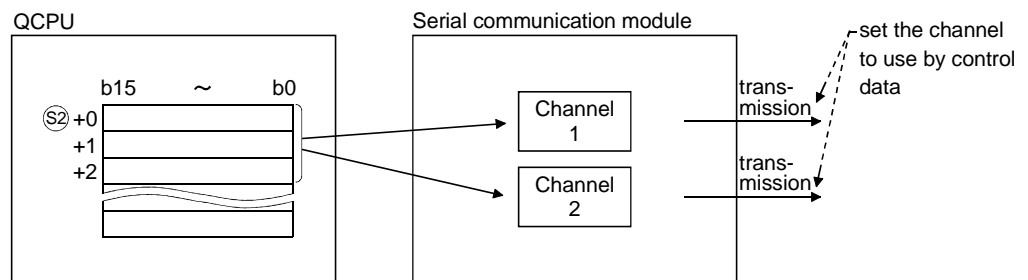 QCPU
b15 ~ b0
S2 +0
+1
+2
Serial communication module
Channel
1
Channel
2
trans-
mission
trans-
mission
set the channel
to use by control
data